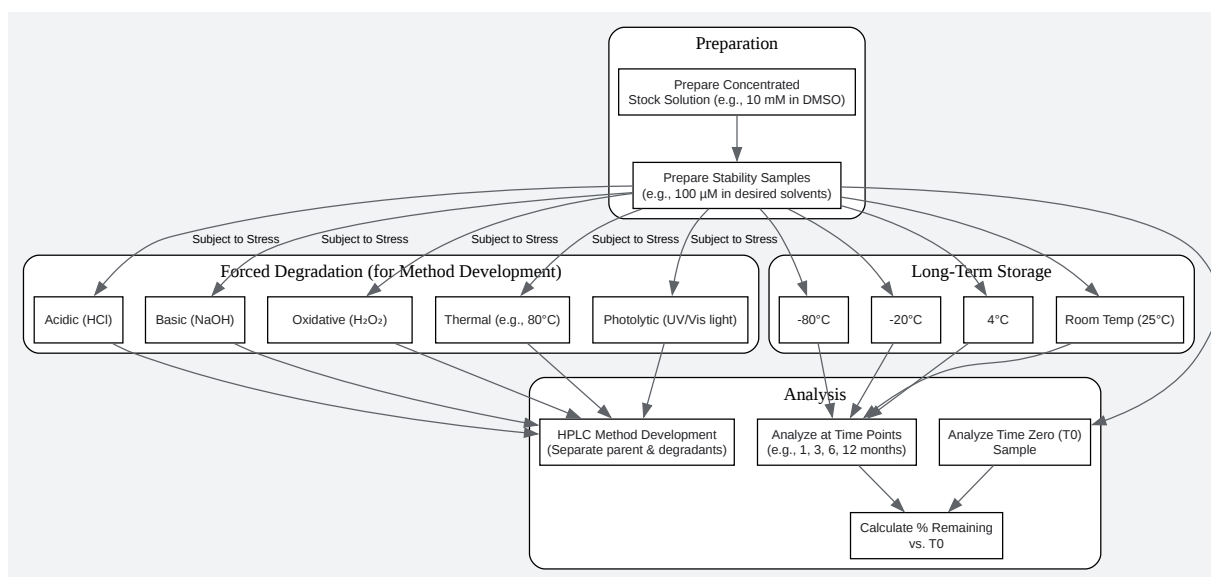 Preparation
Prepare Concentrated
Stock Solution (e.g., 10 mM in DMSO)
Prepare Stability Samples
(e.g., 100 µM in desired solvents)
Subject to Stress
Subject to Stress
Subject to Stress
Subject to Stress
Subject to Stress
Forced Degradation (for Method Development)
Long-Term Storage
Acidic (HCl)
Basic (NaOH)
Oxidative (H₂O₂)
Thermal (e.g., 80°C)
Photolytic (UV/Vis light)
-80°C
-20°C
4°C
Room Temp (25°C)
Analysis
HPLC Method Development
(Separate parent & degradants)
Analyze at Time Points
(e.g., 1, 3, 6, 12 months)
Analyze Time Zero (T0)
Sample
Calculate % Remaining
vs. T0